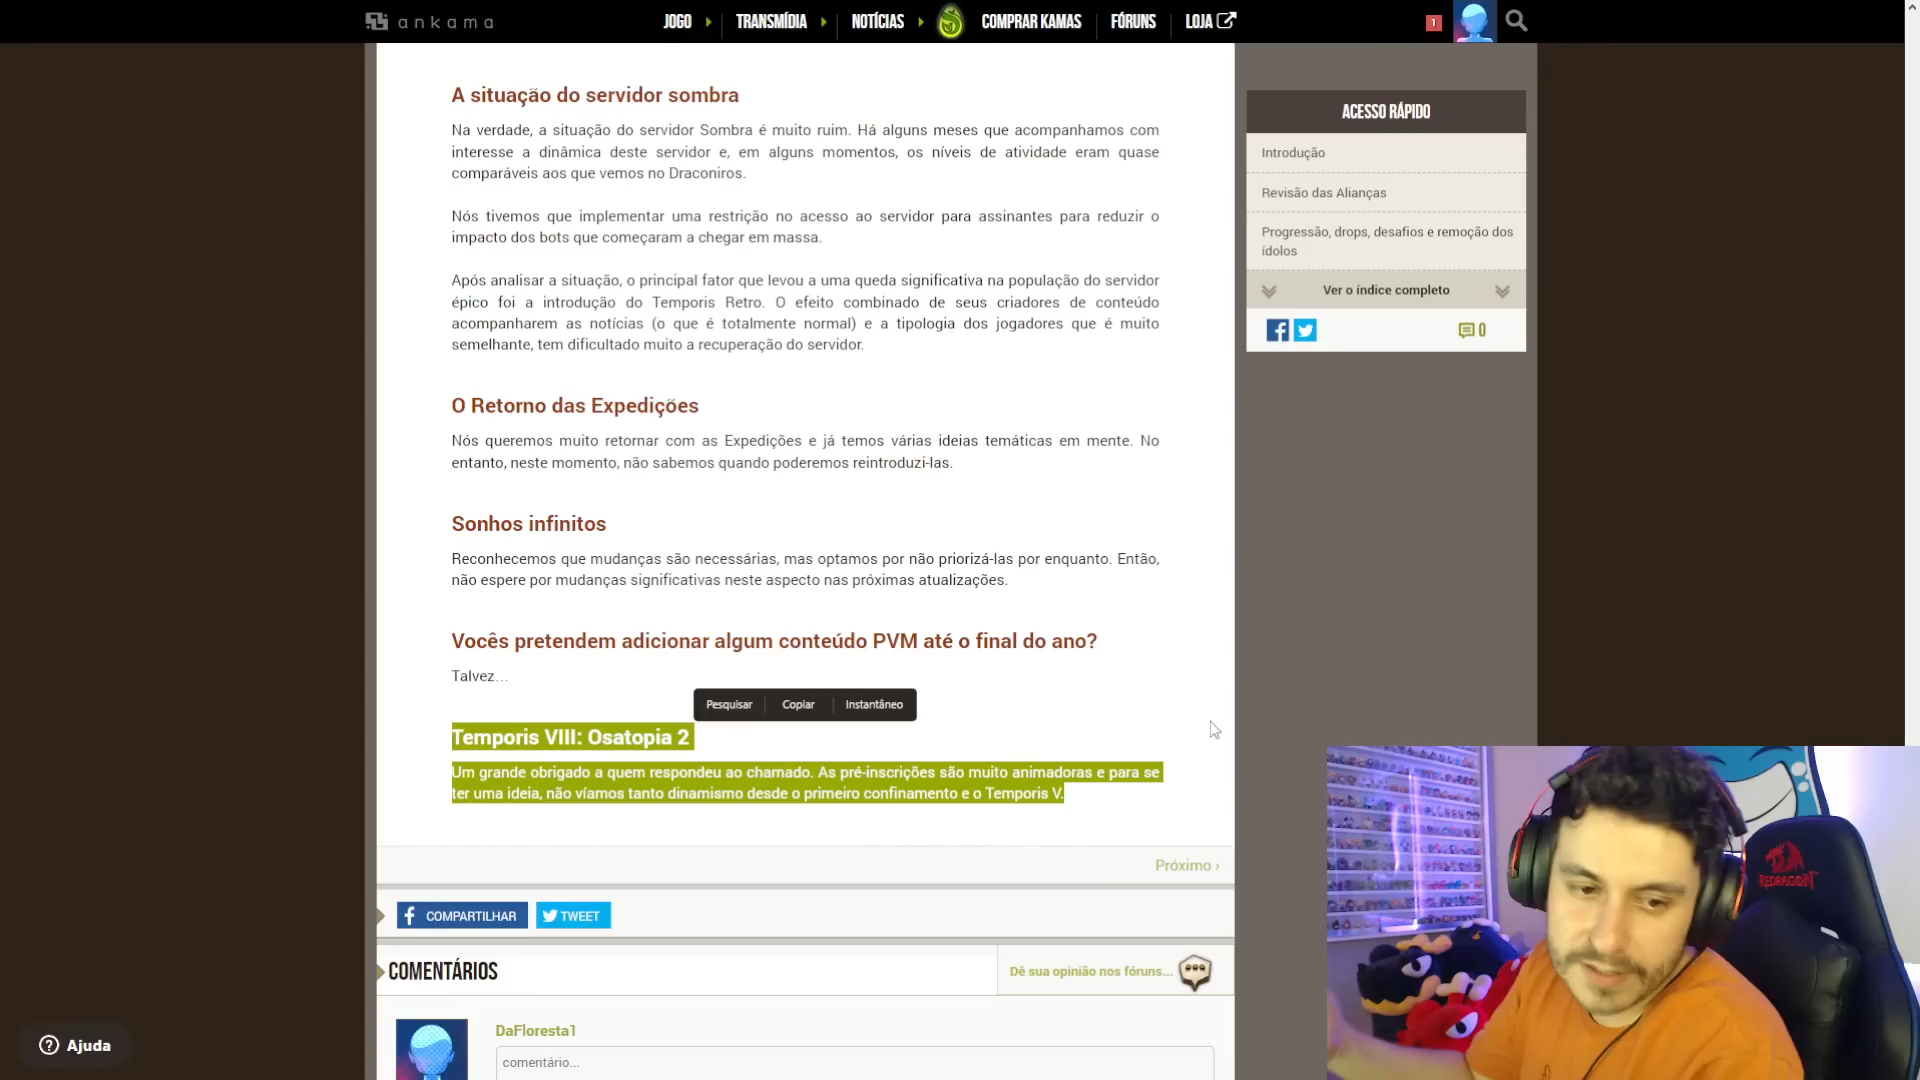 ankama
JOGO
TRANSMÍDIA
NOTÍCIAS
COMPRAR KAMAS
FÓRUNS
LOJA
1
A situação do servidor sombra
Na verdade, a situação do servidor Sombra é muito ruim. Há alguns meses que acompanhamos com
interesse a dinâmica deste servidor e, em alguns momentos, os níveis de atividade eram quase
comparáveis aos que vemos no Draconiros.
Nós tivemos que implementar uma restrição no acesso ao servidor para assinantes para reduzir o
impacto dos bots que começaram a chegar em massa.
Após analisar a situação, o principal fator que levou a uma queda significativa na população do servidor
épico foi a introdução do Temporis Retro. O efeito combinado de seus criadores de conteúdo
acompanharem as notícias (o que é totalmente normal) e a tipologia dos jogadores que é muito
semelhante, tem dificultado muito a recuperação do servidor.
O Retorno das Expedições
Nós queremos muito retornar com as Expedições e já temos várias ideias temáticas em mente. No
entanto, neste momento, não sabemos quando poderemos reintroduzi-las.
Sonhos infinitos
Reconhecemos que mudanças são necessárias, mas optamos por não priorizá-las por enquanto. Então,
não espere por mudanças significativas neste aspecto nas próximas atualizações.
Vocês pretendem adicionar algum conteúdo PVM até o final do ano?
Talvez...
Pesquisar
Copiar
Instantâneo
Temporis VIII: Osatopia 2
Um grande obrigado a quem respondeu ao chamado. As pré-inscrições são muito animadoras e para se
ter uma ideia, não víamos tanto dinamismo desde o primeiro confinamento e o Temporis V.
Próximo ›
COMPARTILHAR
TWEET
COMENTÁRIOS
Dê sua opinião nos fóruns...
DaFloresta1
comentário...
ACESSO RÁPIDO
Introdução
Revisão das Alianças
Progressão, drops, desafios e remoção dos
ídolos
Ver o índice completo
0
REDRAGON
Ajuda